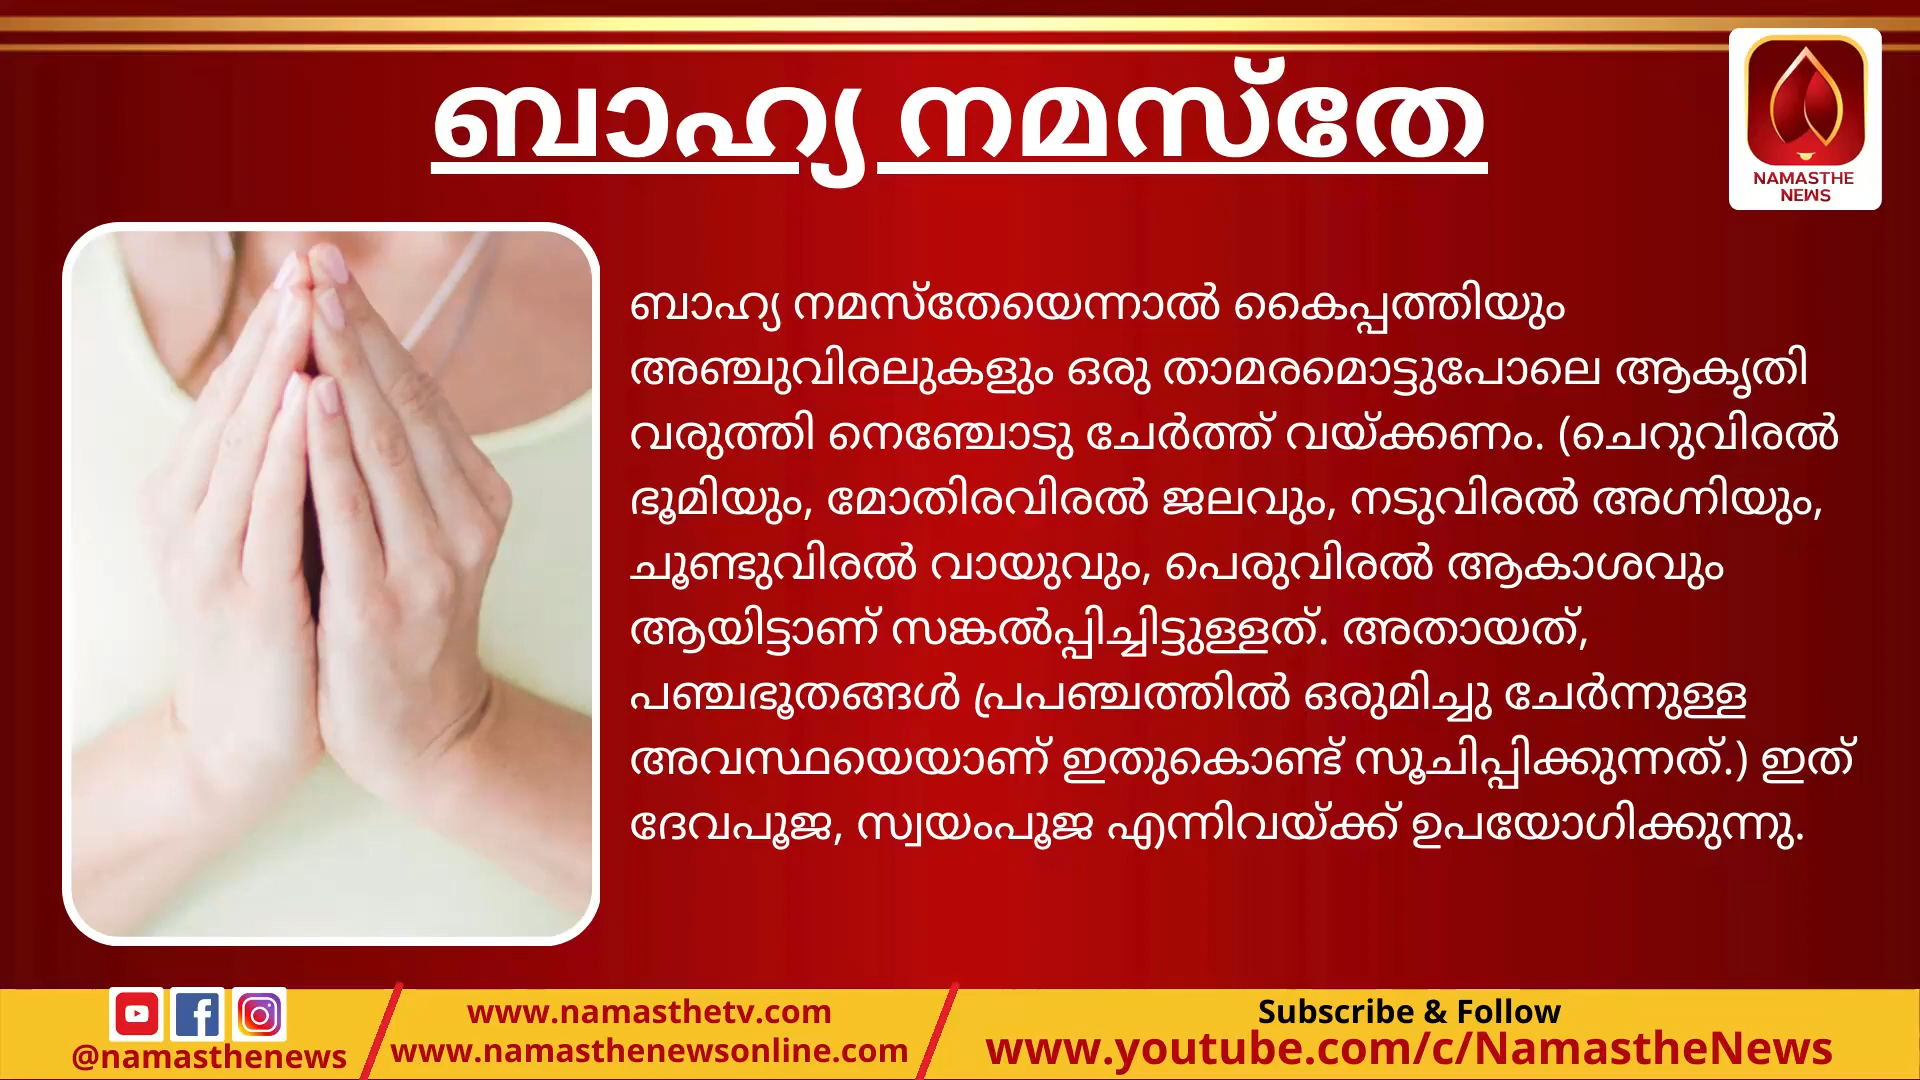 ബാഹ്യ നമസ്തേ
NAMASTHE
NEWS
ബാഹ്യ നമസ്തേയെന്നാൽ കൈപ്പത്തിയും
അഞ്ചുവിരലുകളും ഒരു താമരമൊട്ടുപോലെ ആകൃതി
വരുത്തി നെഞ്ചോടു ചേർത്ത് വയ്ക്കണം. (ചെറുവിരൽ
ഭൂമിയും, മോതിരവിരൽ ജലവും, നടുവിരൽ അഗ്നിയും,
ചൂണ്ടുവിരൽ വായുവും, പെരുവിരൽ ആകാശവും
ആയിട്ടാണ് സങ്കൽപ്പിച്ചിട്ടുള്ളത്. അതായത്,
പഞ്ചഭൂതങ്ങൾ പ്രപഞ്ചത്തിൽ ഒരുമിച്ചു ചേർന്നുള്ള
അവസ്ഥയെയാണ് ഇതുകൊണ്ട് സൂചിപ്പിക്കുന്നത്.) ഇത്
ദേവപൂജ, സ്വയംപൂജ എന്നിവയ്ക്ക് ഉപയോഗിക്കുന്നു.
@namasthenews
www.namasthetv.com
www.namasthenewsonline.com
Subscribe & Follow
www.youtube.com/c/NamastheNews